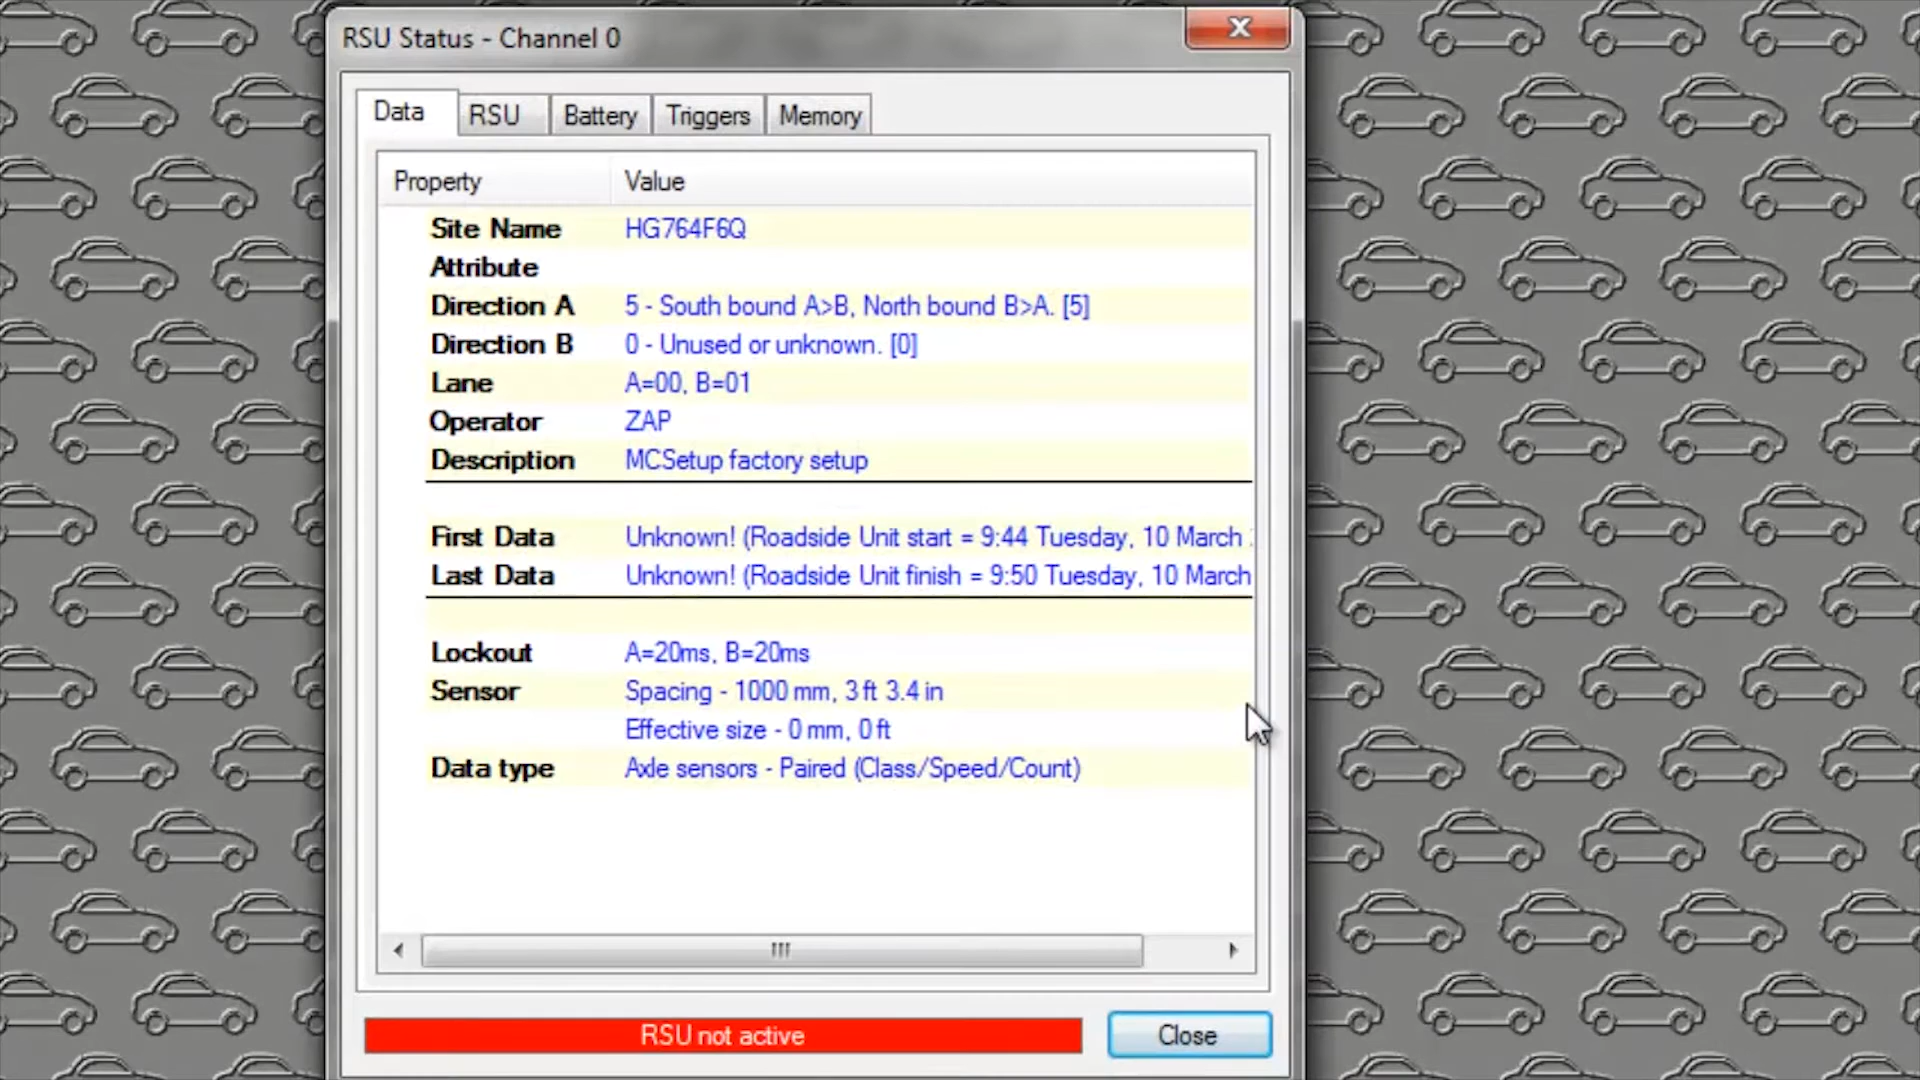 RSU Status - Channel 0
Data RSU Battery Triggers Memory
Property Value
Site Name HG764F6Q
Attribute
Direction A 5 - South bound A>B, North bound B>A. [5]
Direction B 0 - Unused or unknown. [0]
Lane A=00, B=01
Operator ZAP
Description MCSetup factory setup
First Data Unknown! (Roadside Unit start = 9:44 Tuesday, 10 March
Last Data Unknown! (Roadside Unit finish = 9:50 Tuesday, 10 March
Lockout A=20ms, B=20ms
Sensor Spacing - 1000 mm, 3 ft 3.4 in
Effective size - 0 mm, 0 ft
Data type Axle sensors - Paired (Class/Speed/Count)
RSU not active Close